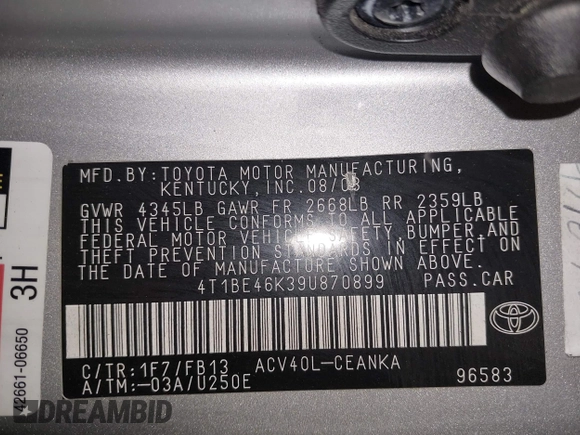 MFD.BY: TOYOTA MOTOR MANUFACTURING,
KENTUCKY, INC. 08/08
GVWR 4345LB GAWR FR 2668LB RR 2359LB
THIS VEHICLE CONFORMS TO ALL APPLICABLE
FEDERAL MOTOR VEHICLE SAFETY, BUMPER AND
THEFT PREVENTION STANDARDS IN EFFECT ON
THE DATE OF MANUFACTURE SHOWN ABOVE.
4T1BE46K39U870899 PASS.CAR
C/TR:1F7/FB13 ACV40L-CEANKA
A/TM:-03A/U250E 96583
3H
42661-06650
DREAMBID